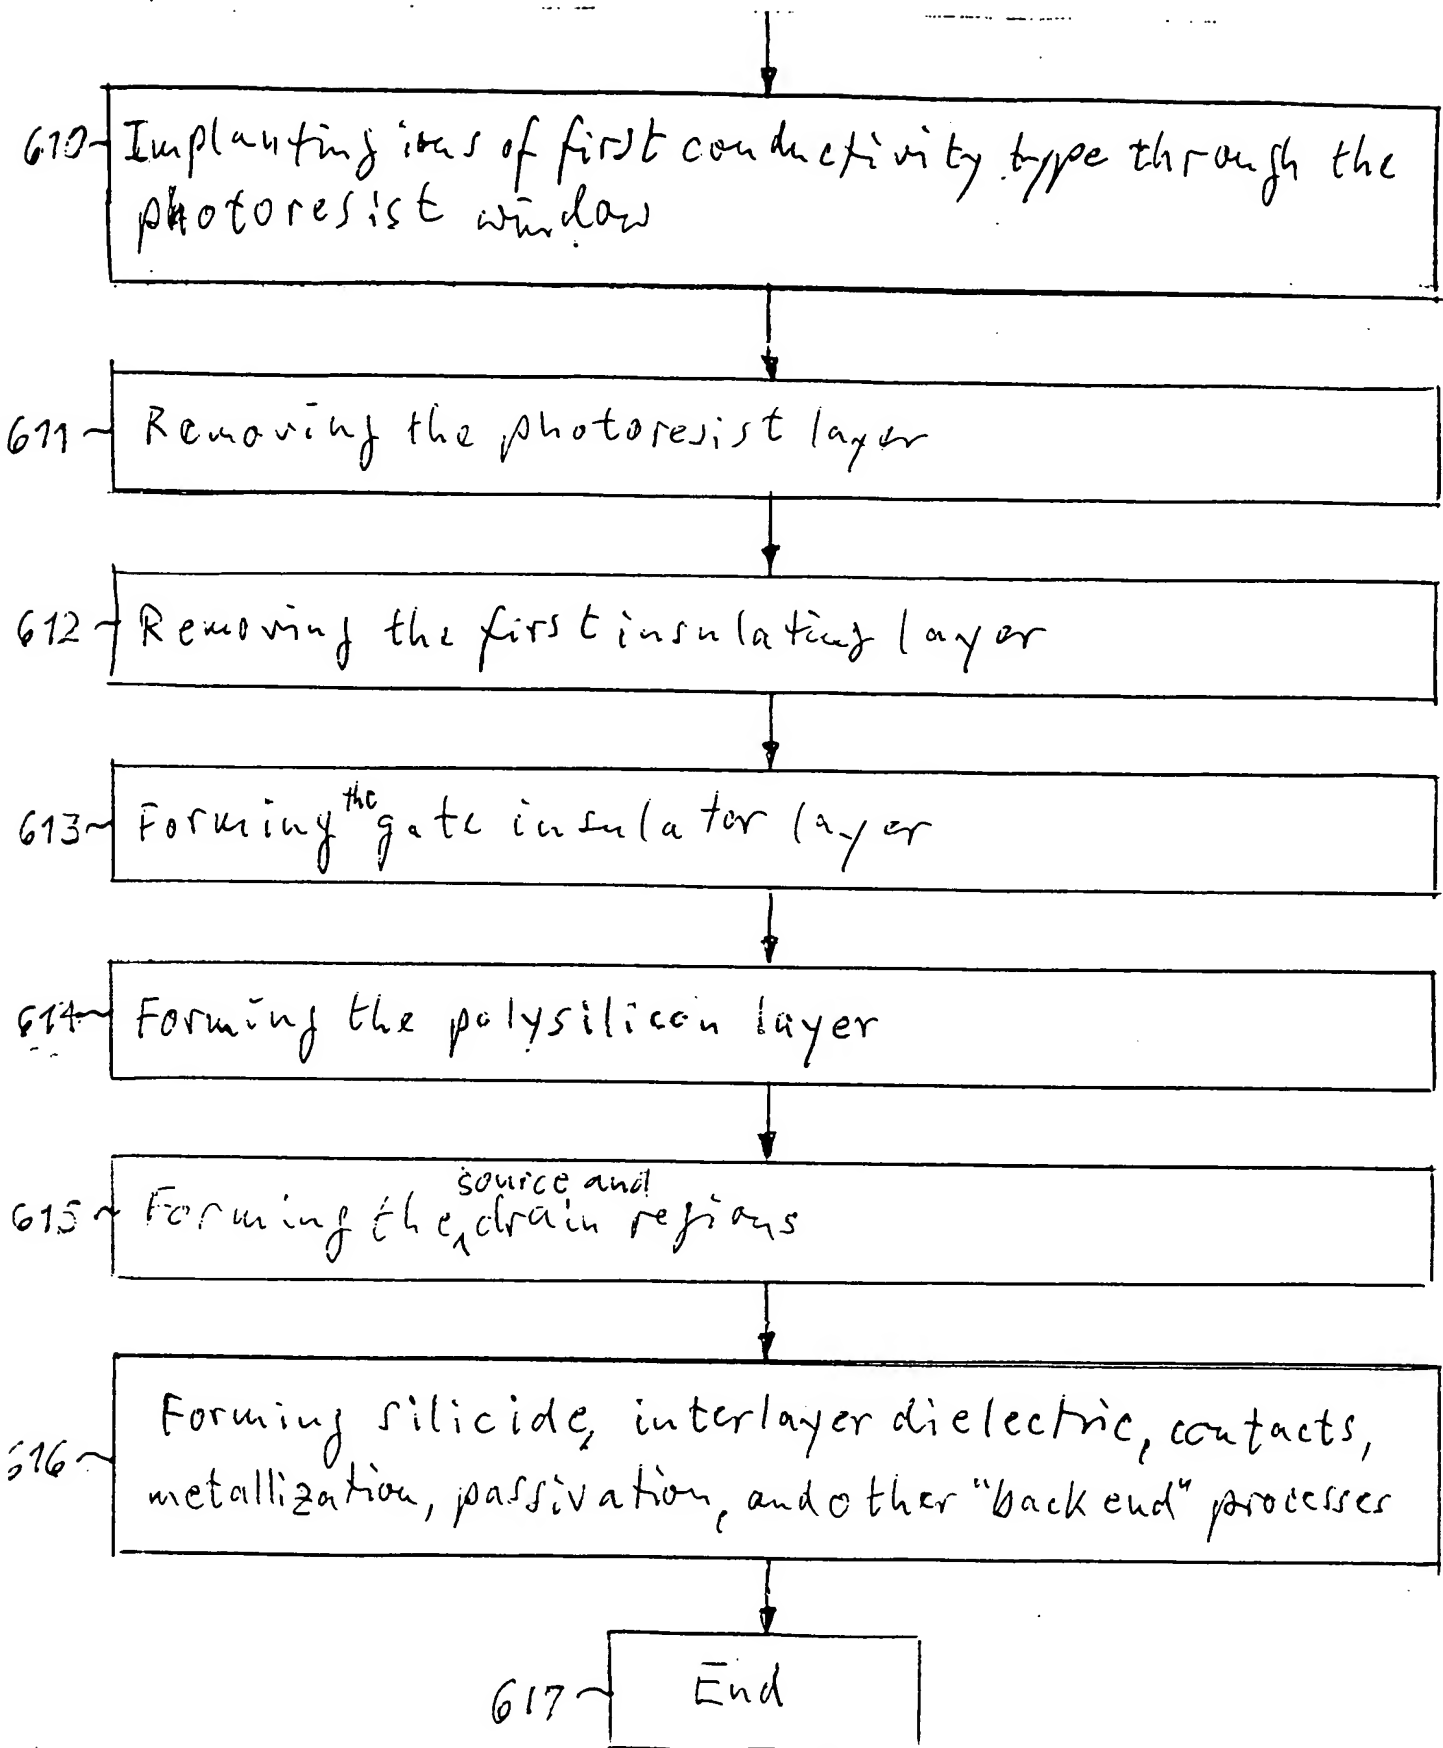 610 Implanting ions of first conductivity type through the
photoresist window
611 Removing the photoresist layer
612 Removing the first insulating layer
613 Forming the gate insulator layer
614 Forming the polysilicon layer
615 Forming the source and drain regions
616 Forming silicide, interlayer dielectric, contacts,
metallization, passivation, and other "back end" processes
617 End